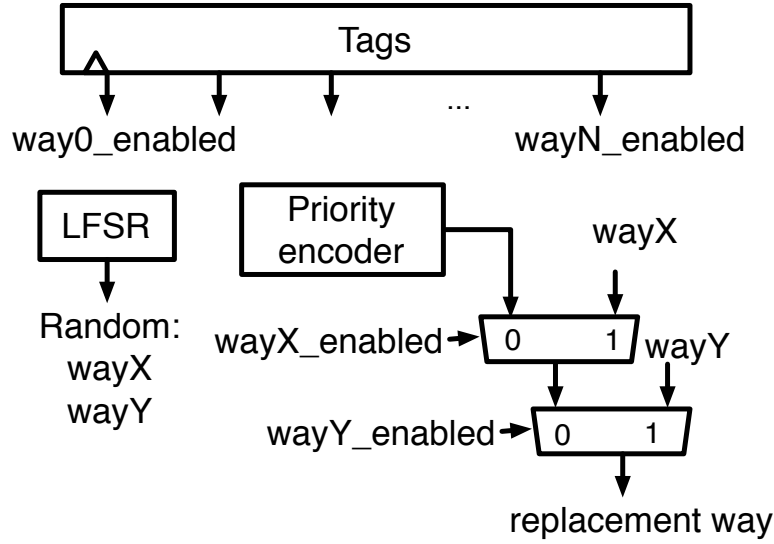 Tags
...
way0_enabled
wayN_enabled
LFSR
Random:
wayX
wayY
Priority
encoder
wayX
wayX_enabled
0
1
wayY
wayY_enabled
0
1
replacement way